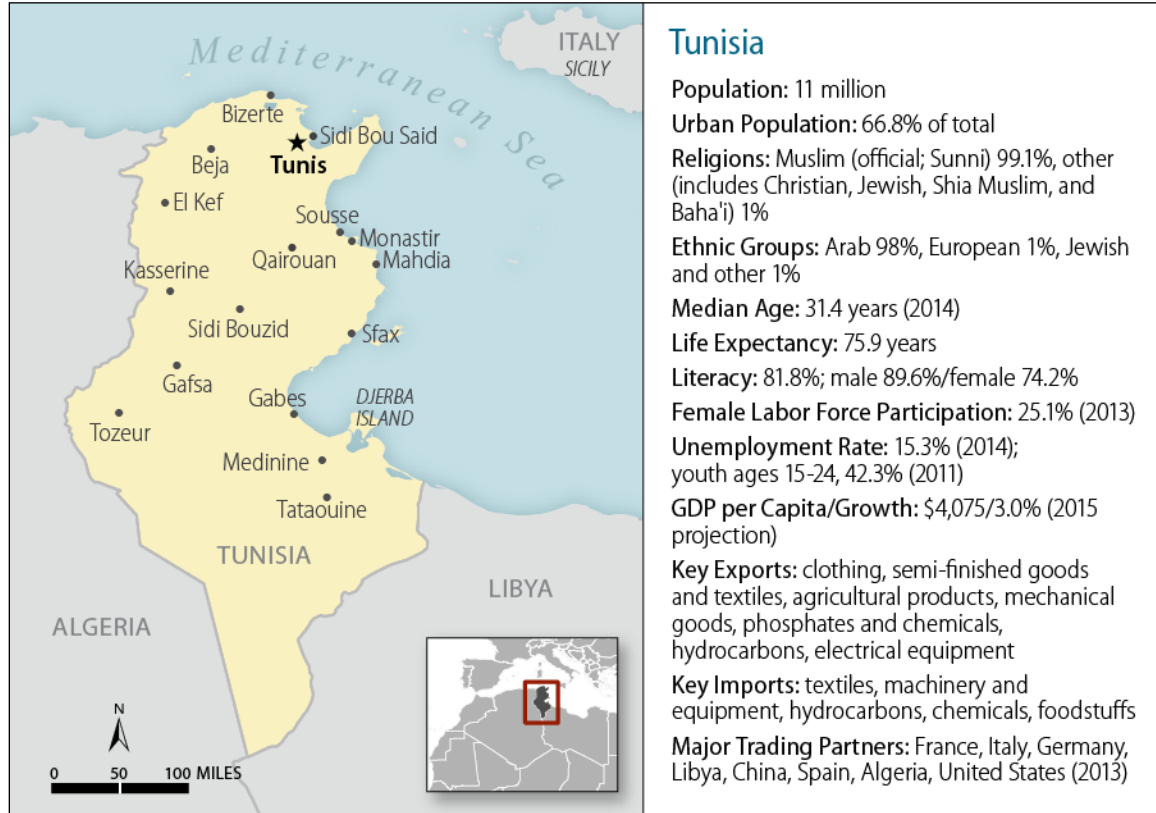 ITALY
SICILY
Mediterranean Sea
Bizerte
Sidi Bou Said
Tunis
Beja
El Kef
Sousse
Monastir
Qairouan
Mahdia
Kasserine
Sidi Bouzid
Sfax
Gafsa
Gabes
DJERBA
ISLAND
Tozeur
Medinine
Tataouine
TUNISIA
LIBYA
ALGERIA
N
0 50 100 MILES
Tunisia
Population: 11 million
Urban Population: 66.8% of total
Religions: Muslim (official; Sunni) 99.1%, other
(includes Christian, Jewish, Shia Muslim, and
Baha'i) 1%
Ethnic Groups: Arab 98%, European 1%, Jewish
and other 1%
Median Age: 31.4 years (2014)
Life Expectancy: 75.9 years
Literacy: 81.8%; male 89.6%/female 74.2%
Female Labor Force Participation: 25.1% (2013)
Unemployment Rate: 15.3% (2014);
youth ages 15-24, 42.3% (2011)
GDP per Capita/Growth: $4,075/3.0% (2015
projection)
Key Exports: clothing, semi-finished goods
and textiles, agricultural products, mechanical
goods, phosphates and chemicals,
hydrocarbons, electrical equipment
Key Imports: textiles, machinery and
equipment, hydrocarbons, chemicals, foodstuffs
Major Trading Partners: France, Italy, Germany,
Libya, China, Spain, Algeria, United States (2013)